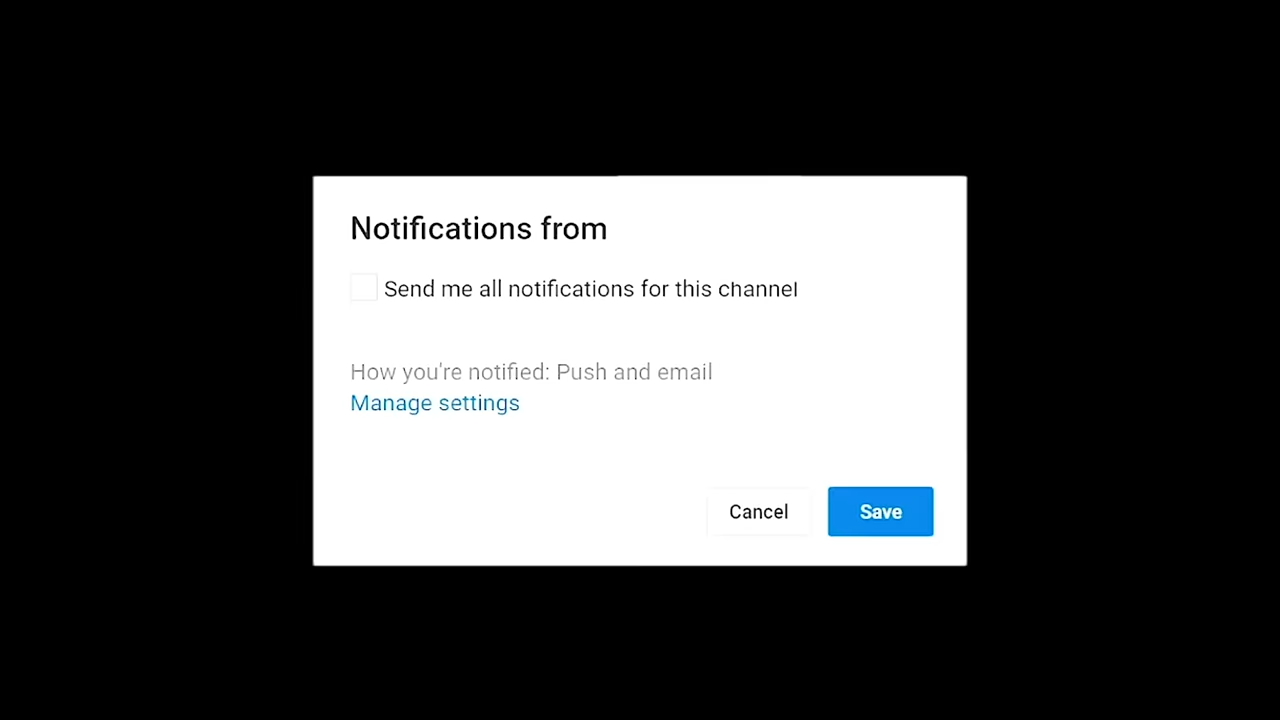 Notifications from
Send me all notifications for this channel
How you're notified: Push and email
Manage settings
Cancel Save